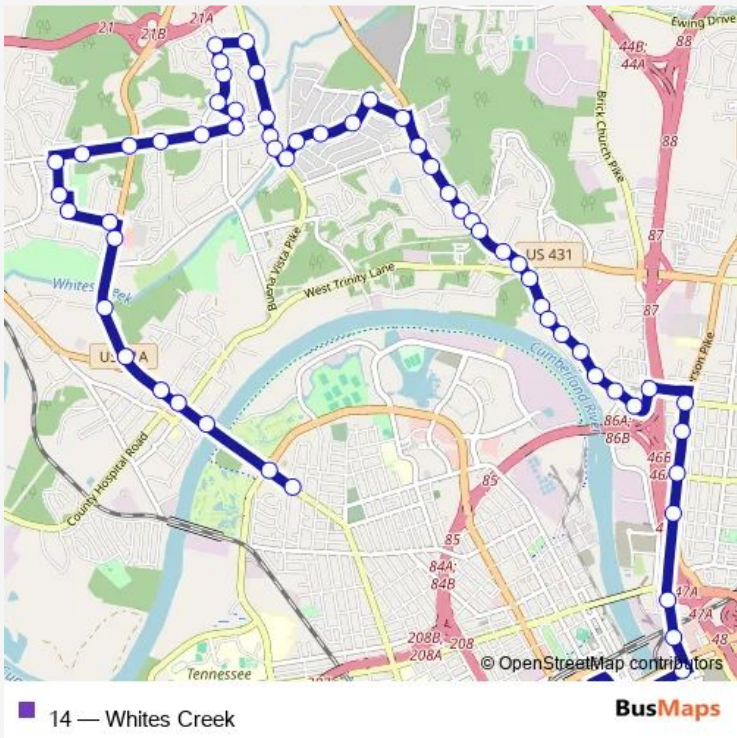 21A
21
21B
Ewing Drive
44B;
44A
88
Brick Church Pike
88
87
US 431
Buena Vista Pike
West Trinity Lane
Whites Creek
87
Cumberland River
86A;
86B
County Hospital Road
46B
85
85
84A;
84B
47A
47A
48
208B;
208A
208
© OpenStreetMap contributors
Tennessee
14 — Whites Creek
BusMaps